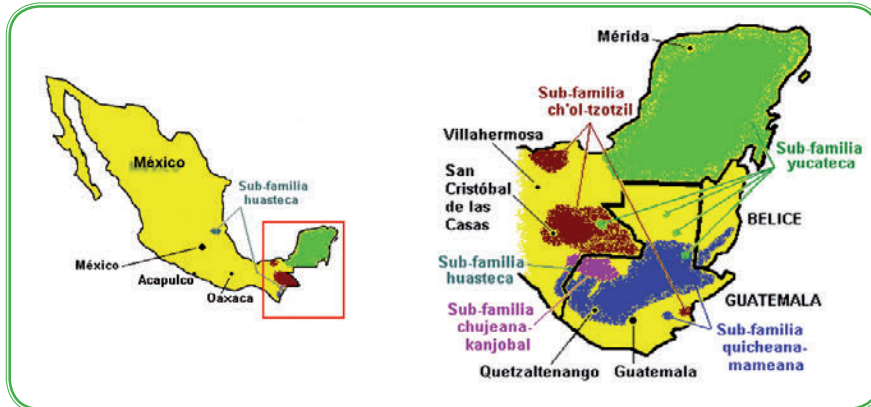 México
Sub-familia
huasteca
México
Acapulco
Oaxaca
Mérida
Sub-familia
ch'ol-tzotzil
Villahermosa
Sub-familia
yucateca
San
Cristóbal
de las
Casas
BELICE
Sub-familia
huasteca
GUATEMALA
Sub-familia
chujeana-
kanjobal
Sub-familia
quicheana-
mameana
Quetzaltenango
Guatemala